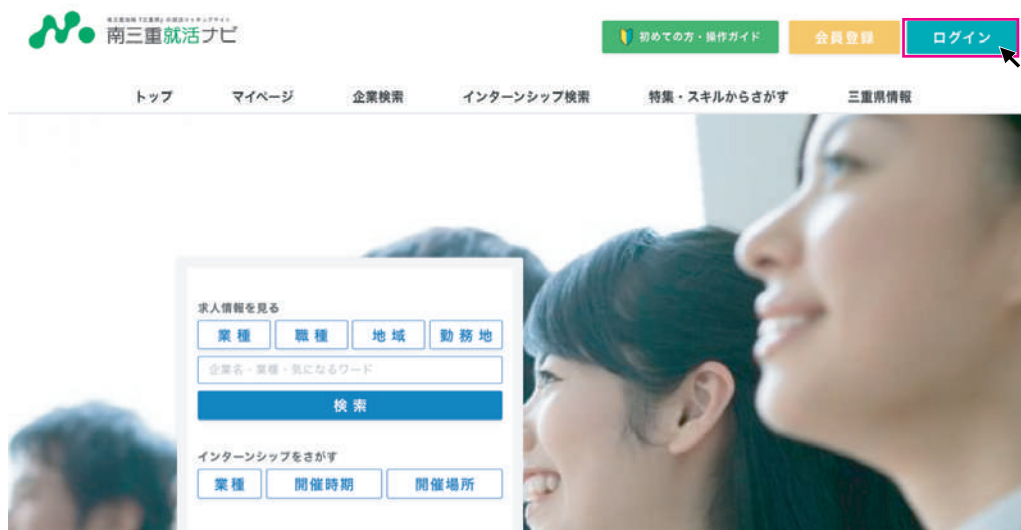 南三重就活ナビ
初めての方・操作ガイド
会員登録
ログイン
トップ マイページ 企業検索 インターンシップ検索 特集・スキルからさがす 三重県情報
求人情報を見る
業種 職種 地域 勤務地
企業名・業種・気になるワード
検索
インターンシップをさがす
業種 開催時期 開催場所